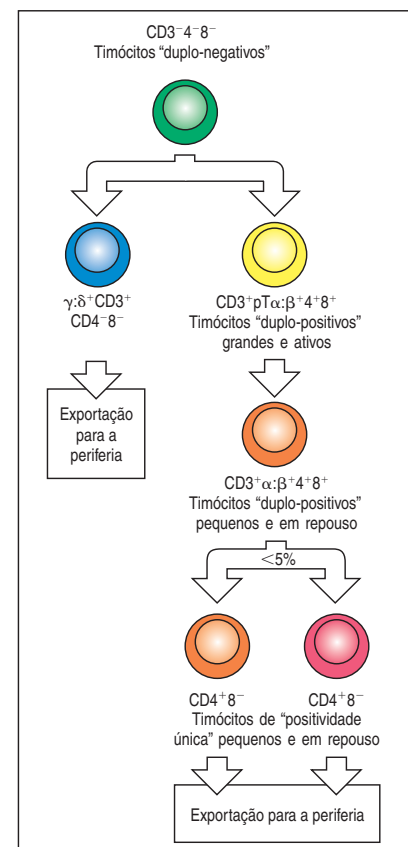 CD3⁻4⁻8⁻
Timócitos “duplo-negativos”
γ:δ⁺CD3⁺
CD4⁻8⁻
CD3⁺pTα:β⁺4⁺8⁺
Timócitos “duplo-positivos”
grandes e ativos
Exportação
para a
periferia
CD3⁺α:β⁺4⁺8⁺
Timócitos “duplo-positivos”
pequenos e em repouso
<5%
CD4⁺8⁻
CD4⁺8⁻
Timócitos de “positividade
única” pequenos e em repouso
Exportação para a periferia